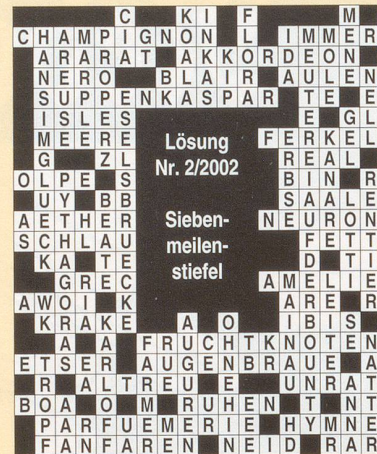 C KI F M
CHAMPIGNON L IMMER
ARARAT AKKORDEON
NERO BLAIR AULEN
SUPPENKASPAR TE E
ISLES E GL
MEERE Lösung FERKEL
G ZL Nr. 2/2002 REAL
OLPE S BIN R
UY BB SAALE
AETHER Sieben- NEURON
SCHLAU meilen- FETT
KA TE stiefel D TI
GREC AMELIE
AWOI K ARE R
KRAKE A O IBIS
A A FRUCHTKNOTEN
ETSER AUGENBRAUE A
R ALTREU E UNRAT
BOA O M RUHEN T NT
PARFUEMERIE HYMNE
FANFAREN NEID RAR